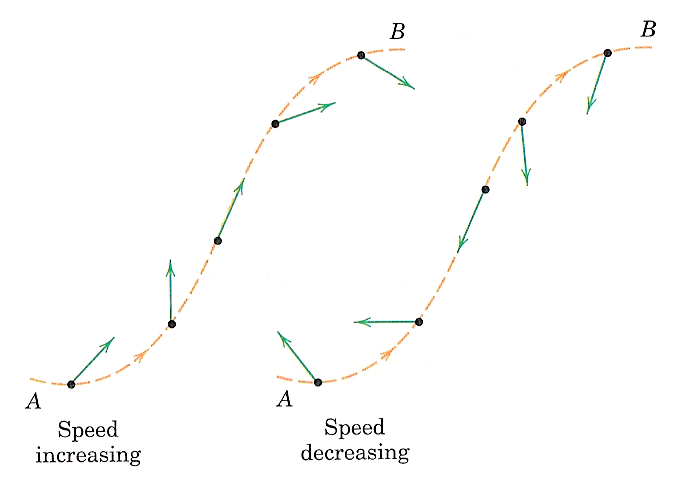 B
B
A
A
Speed
increasing
Speed
decreasing